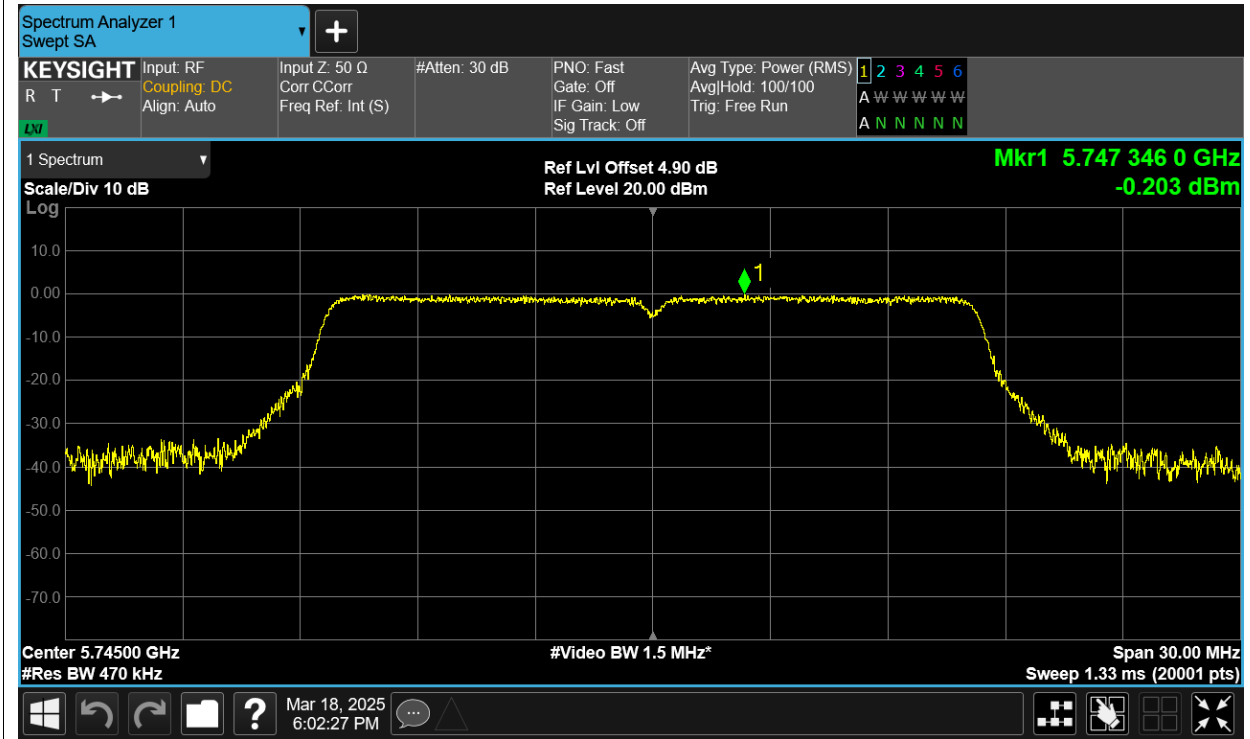 Spectrum Analyzer 1
Swept SA
KEYSIGHT
R T
LXI
Input: RF
Coupling: DC
Align: Auto
Input Z: 50 Ω
Corr CCorr
Freq Ref: Int (S)
#Atten: 30 dB
PNO: Fast
Gate: Off
IF Gain: Low
Sig Track: Off
Avg Type: Power (RMS)
Avg|Hold: 100/100
Trig: Free Run
1 2 3 4 5 6
A W W W W W
A N N N N N
1 Spectrum
Scale/Div 10 dB
Log
Ref Lvl Offset 4.90 dB
Ref Level 20.00 dBm
Mkr1 5.747 346 0 GHz
-0.203 dBm
10.0
0.00
-10.0
-20.0
-30.0
-40.0
-50.0
-60.0
-70.0
1
Center 5.74500 GHz
#Res BW 470 kHz
#Video BW 1.5 MHz*
Span 30.00 MHz
Sweep 1.33 ms (20001 pts)
?
Mar 18, 2025
6:02:27 PM